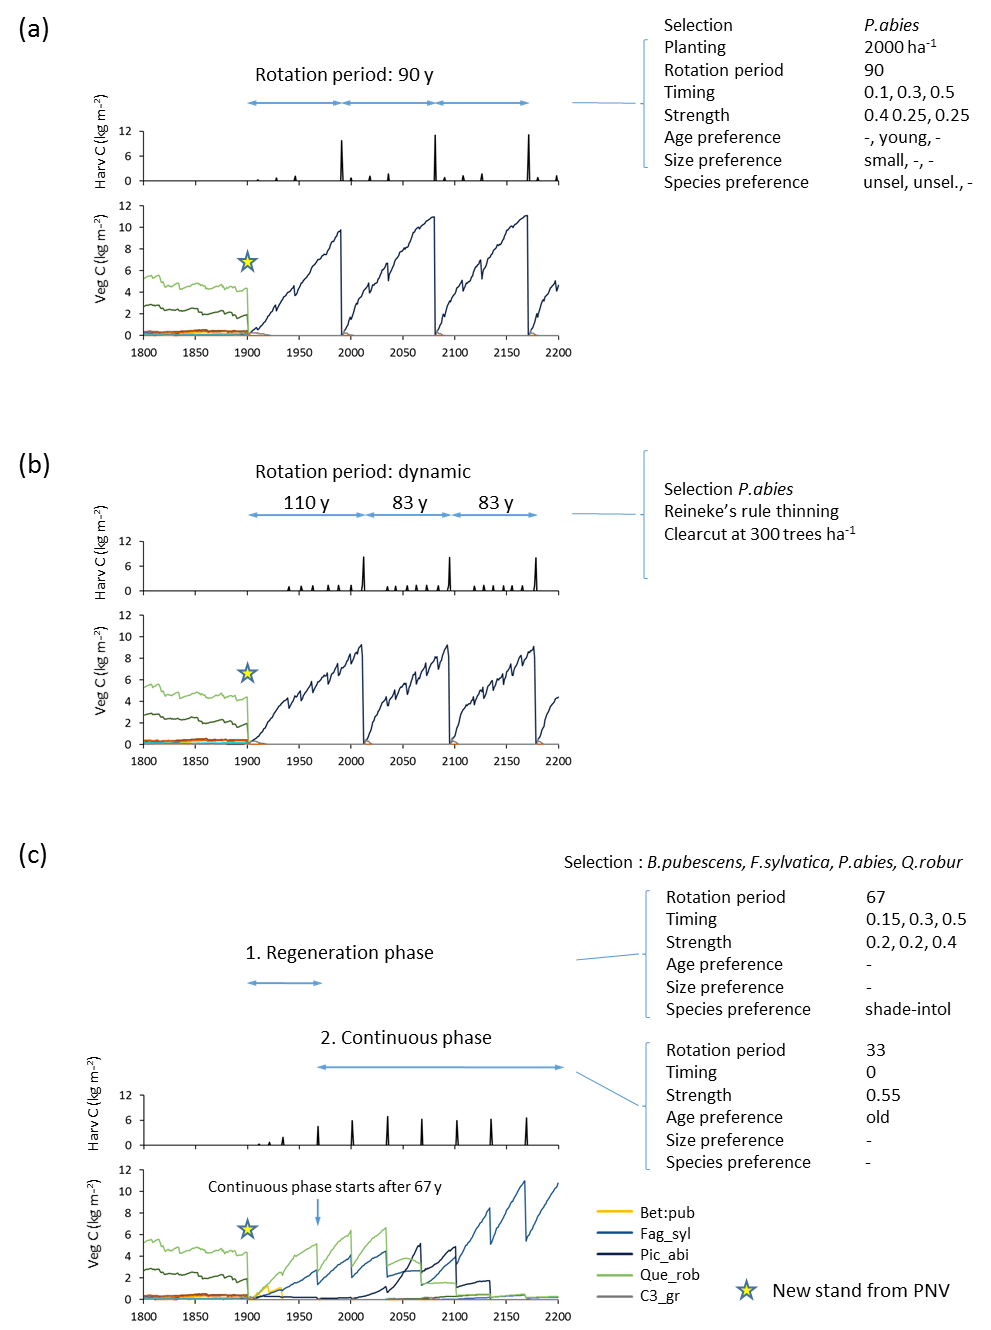 (a)
Selection P.abies
Planting 2000 ha-1
Rotation period 90
Timing 0.1, 0.3, 0.5
Strength 0.4 0.25, 0.25
Age preference -, young, -
Size preference small, -, -
Species preference unsel, unsel., -
Rotation period: 90 y
Harv C (kg m-2)
12
6
0
Veg C (kg m-2)
12
10
8
6
4
2
0
1800 1850 1900 1950 2000 2050 2100 2150 2200
(b)
Rotation period: dynamic
110 y 83 y 83 y
Selection P.abies
Reineke's rule thinning
Clearcut at 300 trees ha-1
Harv C (kg m-2)
12
6
0
Veg C (kg m-2)
12
10
8
6
4
2
0
1800 1850 1900 1950 2000 2050 2100 2150 2200
(c)
Selection : B.pubescens, F.sylvatica, P.abies, Q.robur
Rotation period 67
Timing 0.15, 0.3, 0.5
Strength 0.2, 0.2, 0.4
Age preference -
Size preference -
Species preference shade-intol
1. Regeneration phase
2. Continuous phase
Rotation period 33
Timing 0
Strength 0.55
Age preference old
Size preference -
Species preference -
Harv C (kg m-2)
12
6
0
Veg C (kg m-2)
12
10
8
6
4
2
0
Continuous phase starts after 67 y
1800 1850 1900 1950 2000 2050 2100 2150 2200
Bet:pub
Fag_syl
Pic_abi
Que_rob
C3_gr
New stand from PNV